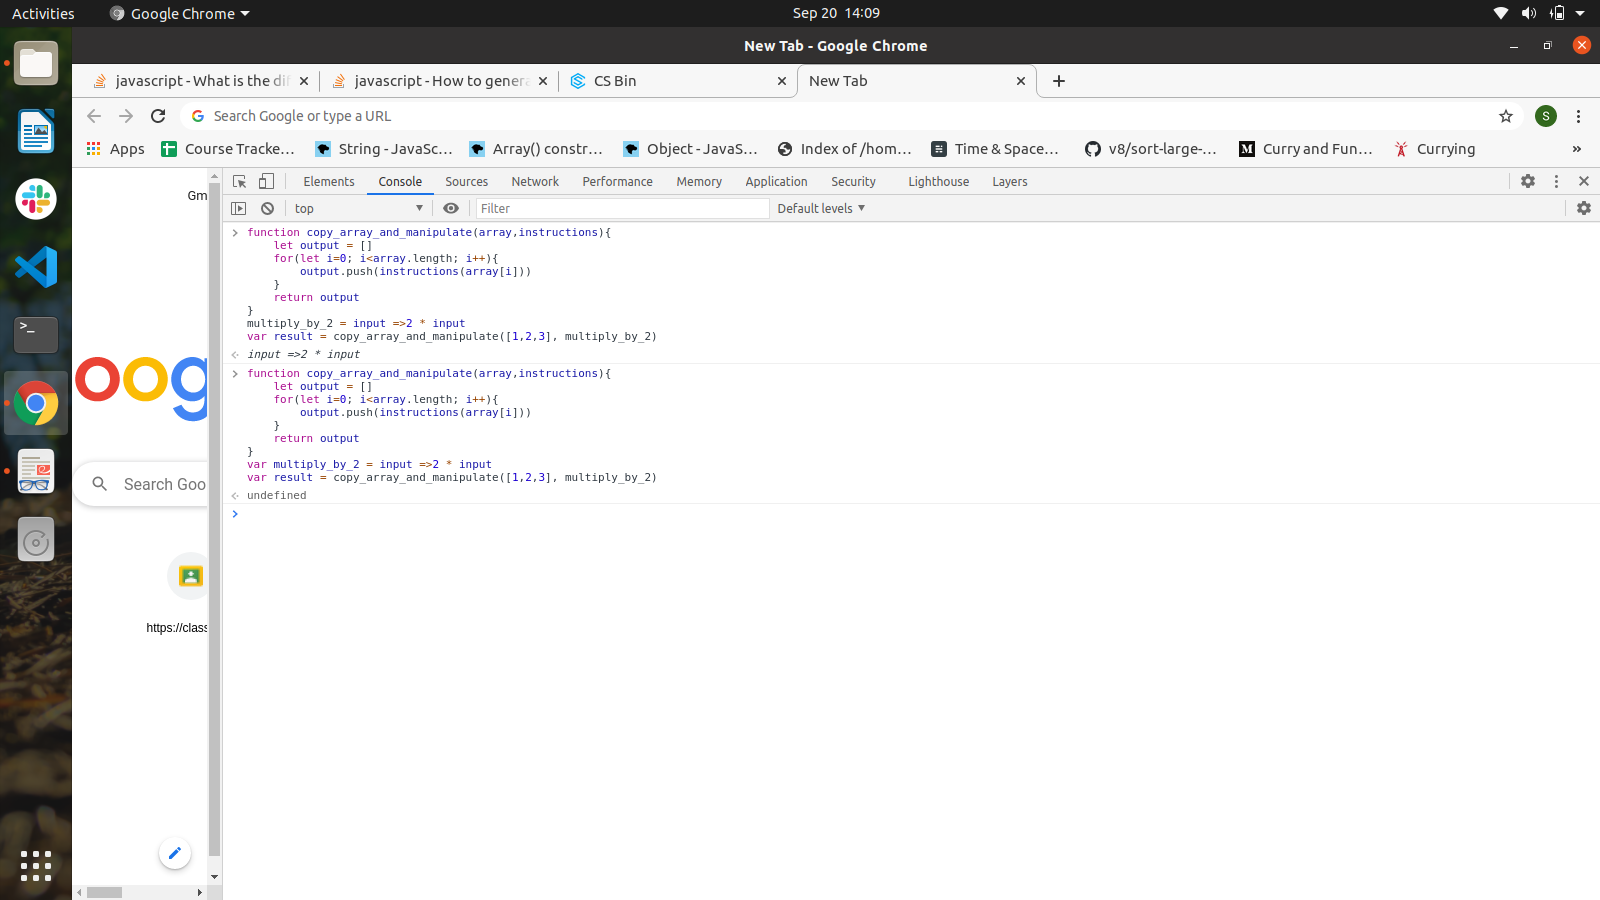 Activities
Google Chrome
Sep 20 14:09
New Tab - Google Chrome
javascript - What is the dif
javascript - How to genera
CS Bin
New Tab
Search Google or type a URL
S
Apps
Course Tracke...
String - JavaSc...
Array() constr...
Object - JavaS...
Index of /hom...
Time & Space...
v8/sort-large-...
M
Curry and Fun...
Currying
»
Elements
Console
Sources
Network
Performance
Memory
Application
Security
Lighthouse
Layers
top
Filter
Default levels
Gm
oog
Search Goo
https://class
function copy_array_and_manipulate(array,instructions){
let output = []
for(let i=0; i<array.length; i++){
output.push(instructions(array[i]))
}
return output
}
multiply_by_2 = input =>2 * input
var result = copy_array_and_manipulate([1,2,3], multiply_by_2)
input =>2 * input
function copy_array_and_manipulate(array,instructions){
let output = []
for(let i=0; i<array.length; i++){
output.push(instructions(array[i]))
}
return output
}
var multiply_by_2 = input =>2 * input
var result = copy_array_and_manipulate([1,2,3], multiply_by_2)
undefined